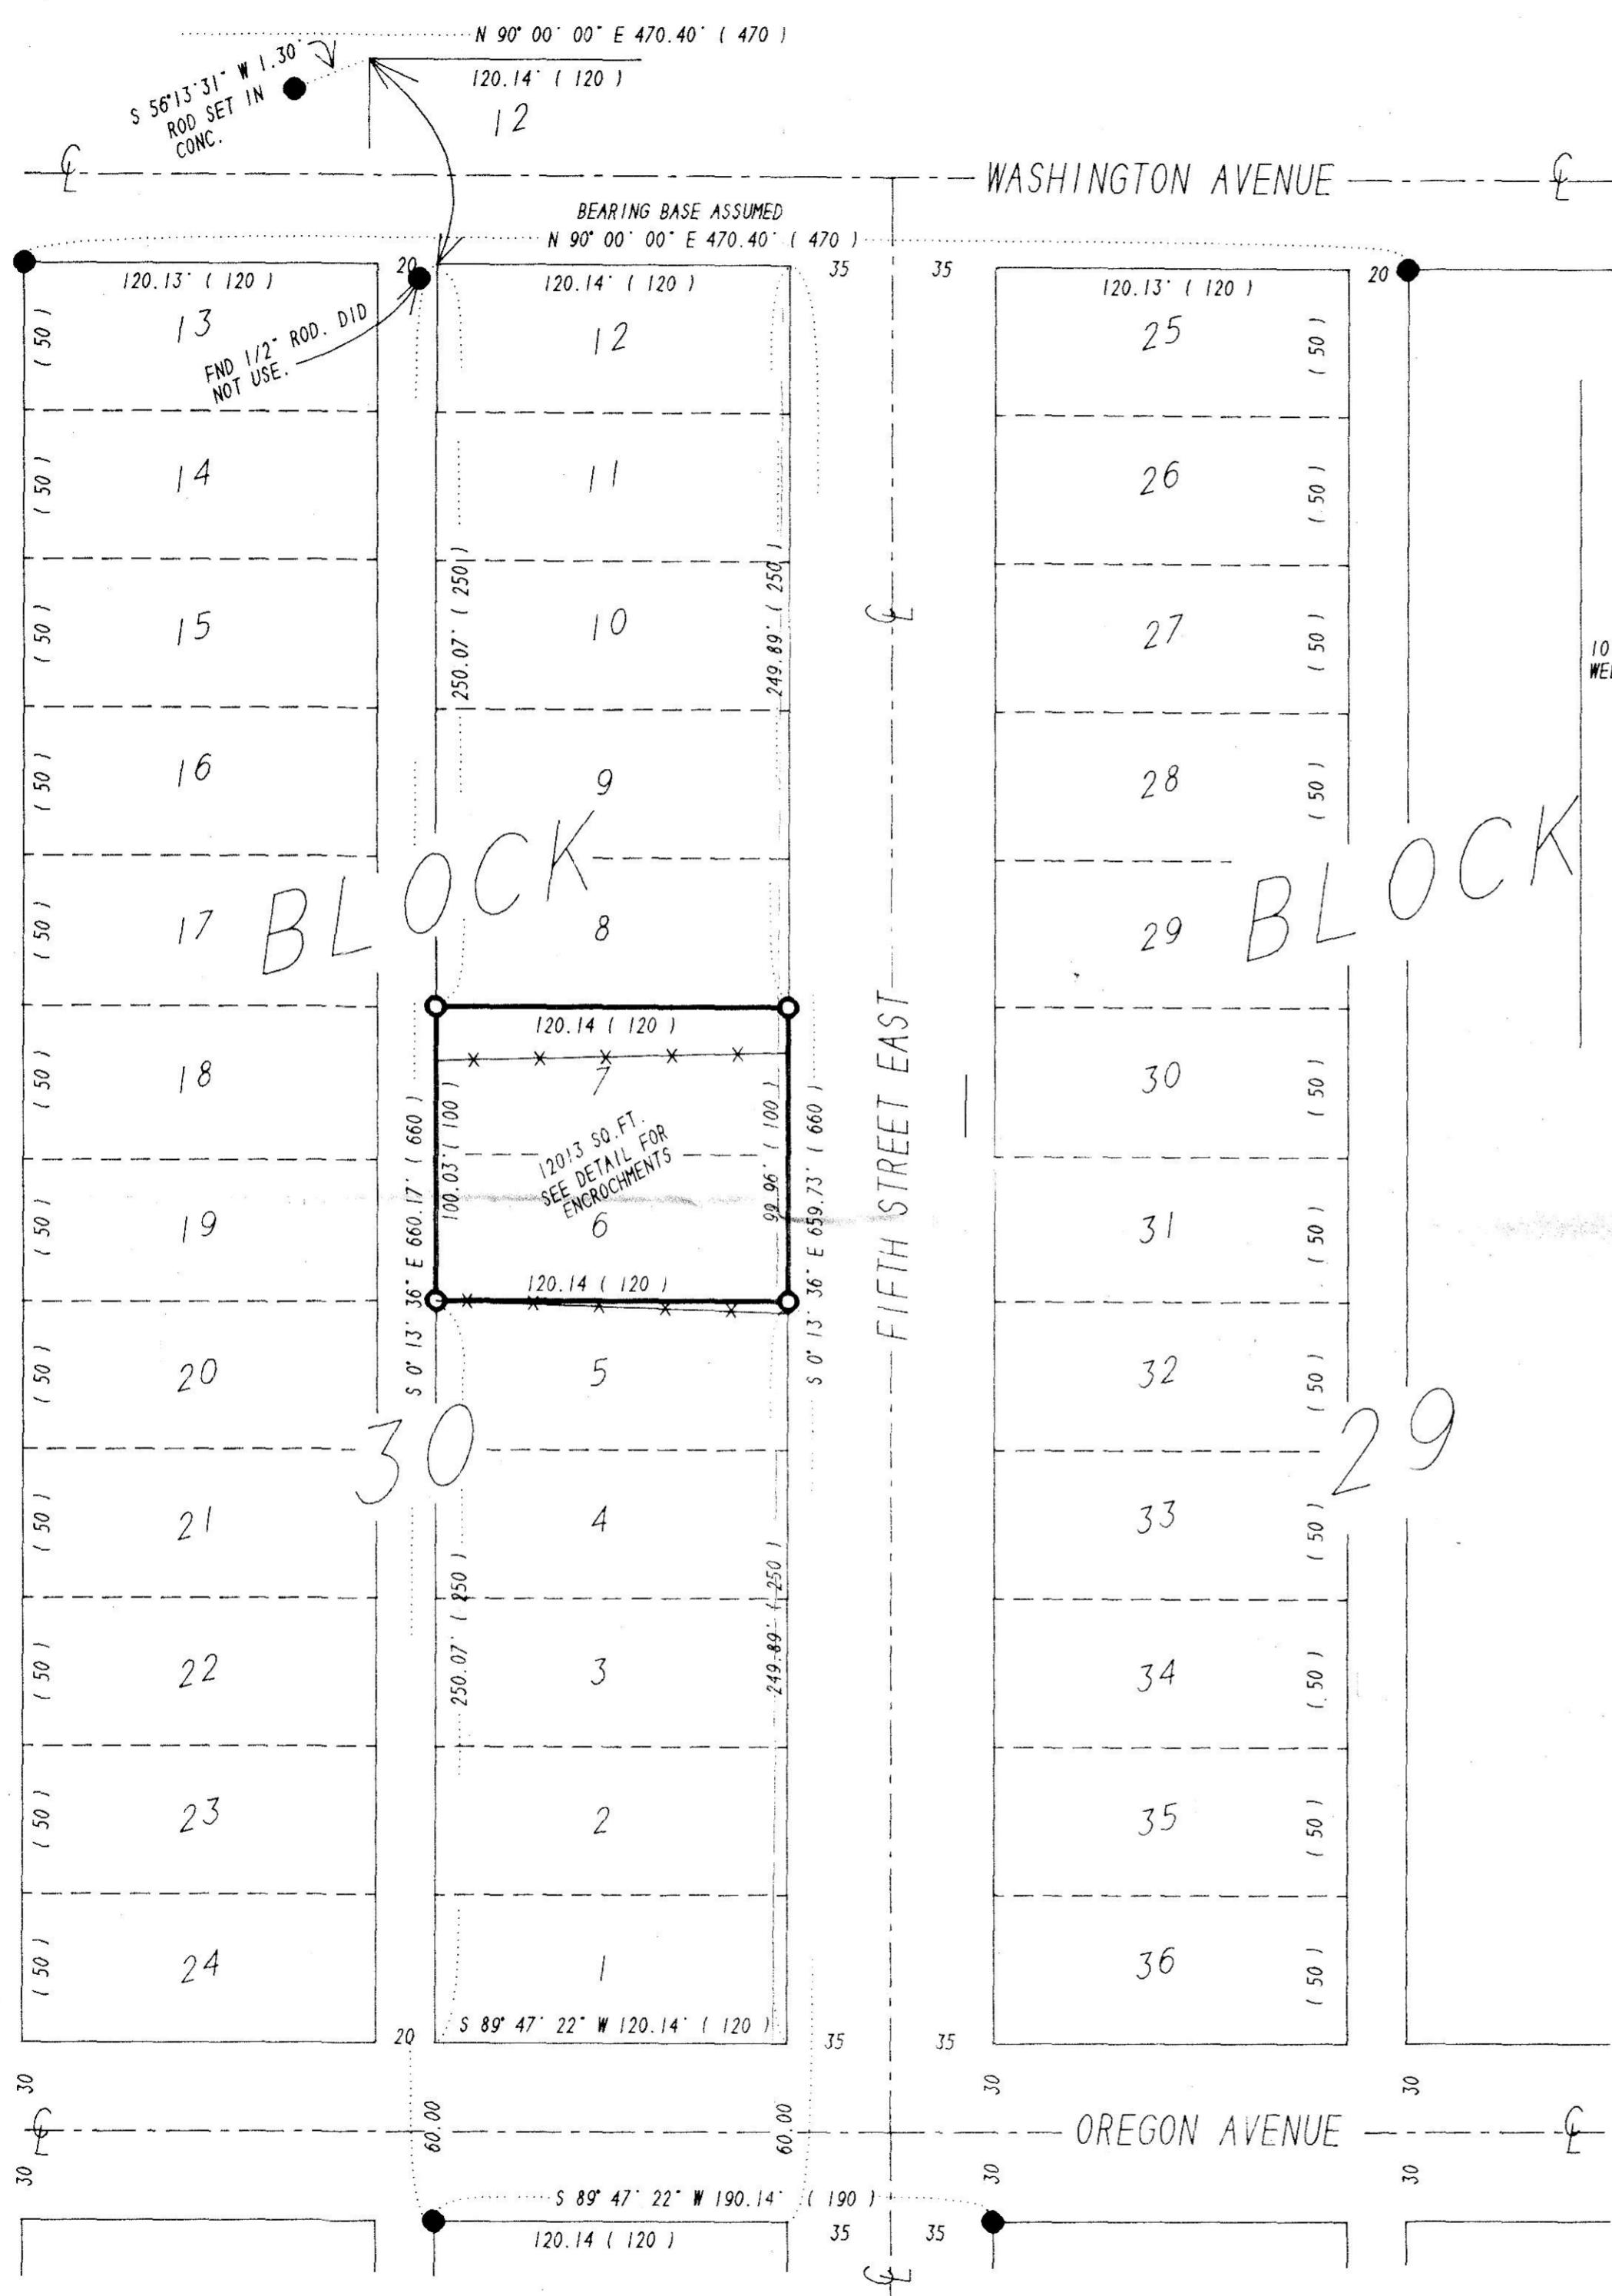 N 90° 00' 00" E 470.40' ( 470 )
120.14' ( 120 )
12
S 56°13'31" W 1.30'
ROD SET IN
CONC.
WASHINGTON AVENUE
BEARING BASE ASSUMED
N 90° 00' 00" E 470.40' ( 470 )
120.13' ( 120 )
20
120.14' ( 120 )
35
35
120.13' ( 120 )
20
FND 1/2" ROD. DID
NOT USE.
( 50 )
13
12
25
( 50 )
( 50 )
14
11
26
( 50 )
( 50 )
15
250.07' ( 250 )
10
249.89' ( 250 )
27
( 50 )
10
WE
( 50 )
16
9
28
( 50 )
BLOCK
BLOCK
( 50 )
17
8
29
120.14 ( 120 )
( 50 )
18
7
30
( 50 )
S 0° 13' 36" E 660.17' ( 660 )
100.03' ( 100 )
12013 SQ.FT.
SEE DETAIL FOR
ENCROCHMENTS
99.96' ( 100 )
S 0° 13' 36" E 659.73' ( 660 )
FIFTH STREET EAST
( 50 )
19
6
31
( 50 )
120.14 ( 120 )
( 50 )
20
5
32
( 50 )
30
29
( 50 )
21
4
33
( 50 )
250.07' ( 250 )
249.89' ( 250 )
( 50 )
22
3
34
( 50 )
( 50 )
23
2
35
( 50 )
( 50 )
24
1
36
( 50 )
20
S 89° 47' 22" W 120.14' ( 120 )
35
35
30
60.00
60.00
30
30
OREGON AVENUE
30
30
30
S 89° 47' 22" W 190.14' ( 190 )
120.14 ( 120 )
35
35